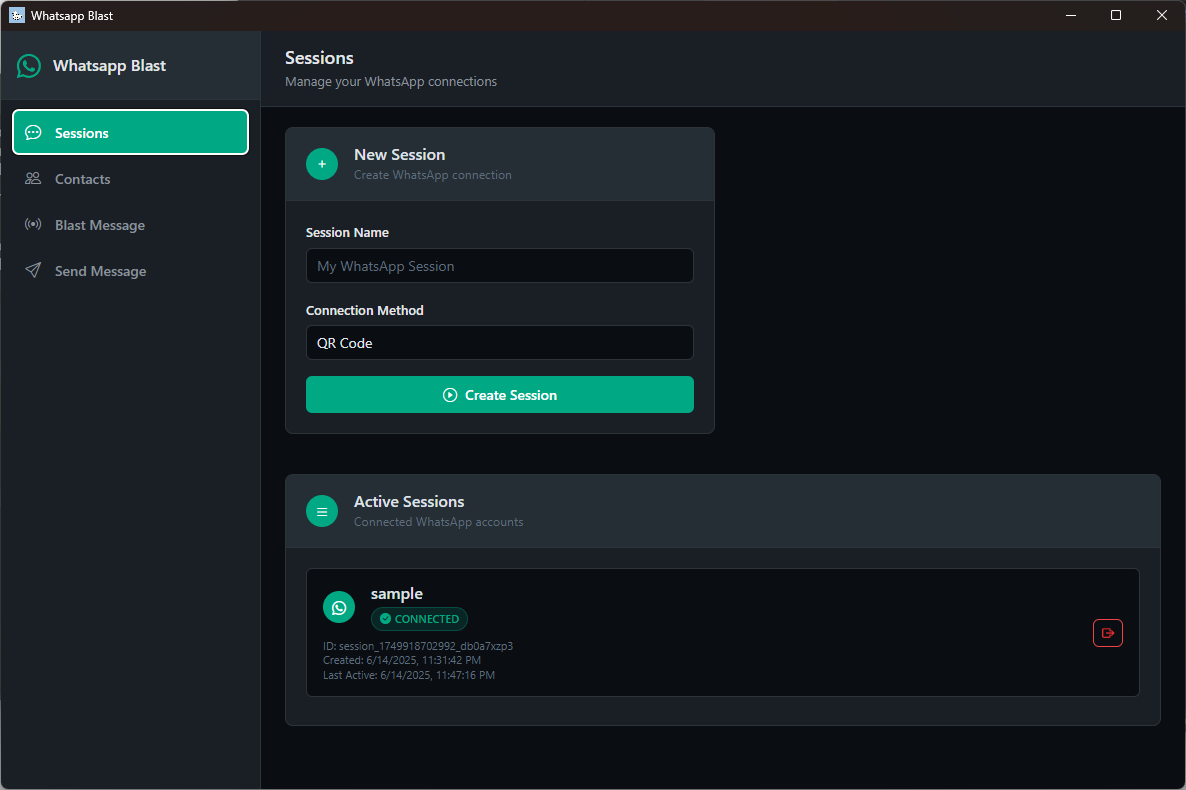 Whatsapp Blast
Whatsapp Blast
Sessions
Contacts
Blast Message
Send Message
Sessions
Manage your WhatsApp connections
New Session
Create WhatsApp connection
Session Name
My WhatsApp Session
Connection Method
QR Code
Create Session
Active Sessions
Connected WhatsApp accounts
sample
CONNECTED
ID: session_1749918702992_db0a7xzp3
Created: 6/14/2025, 11:31:42 PM
Last Active: 6/14/2025, 11:47:16 PM